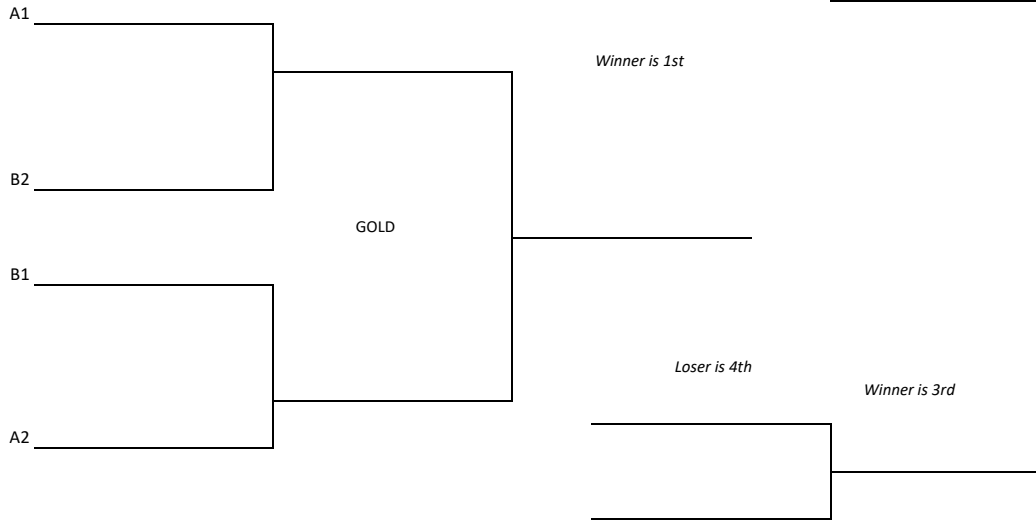 A1
Winner is 1st
B2
GOLD
B1
Loser is 4th
Winner is 3rd
A2